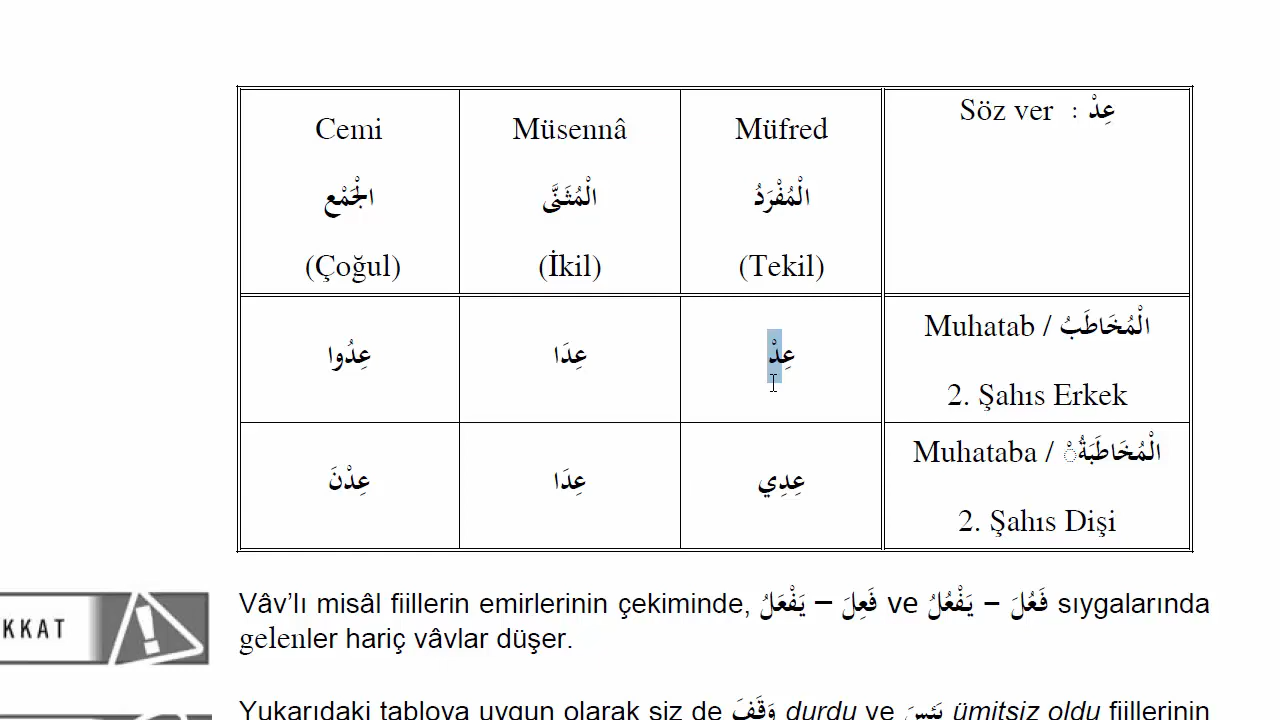 Cemi Müsennâ Müfred Söz ver : عِدْ
الْجَمْع الْمُثَنَّى الْمُفْرَدُ
(Çoğul) (İkil) (Tekil)
عِدُوا عِدَا عِدْ Muhatab / الْمُخَاطَبُ
2. Şahıs Erkek
عِدْنَ عِدَا عِدِي Muhataba / الْمُخَاطَبَةُ
2. Şahıs Dişi
KKAT
Vâv’lı misâl fiillerin emirlerinin çekiminde, فَعِلَ – يَفْعَلُ ve فَعُلَ – يَفْعُلُ sıygalarında
gelenler hariç vâvlar düşer.
Yukarıdaki tabloya uygun olarak siz de وَقَفَ durdu ve يَئِسَ ümitsiz oldu fiillerinin